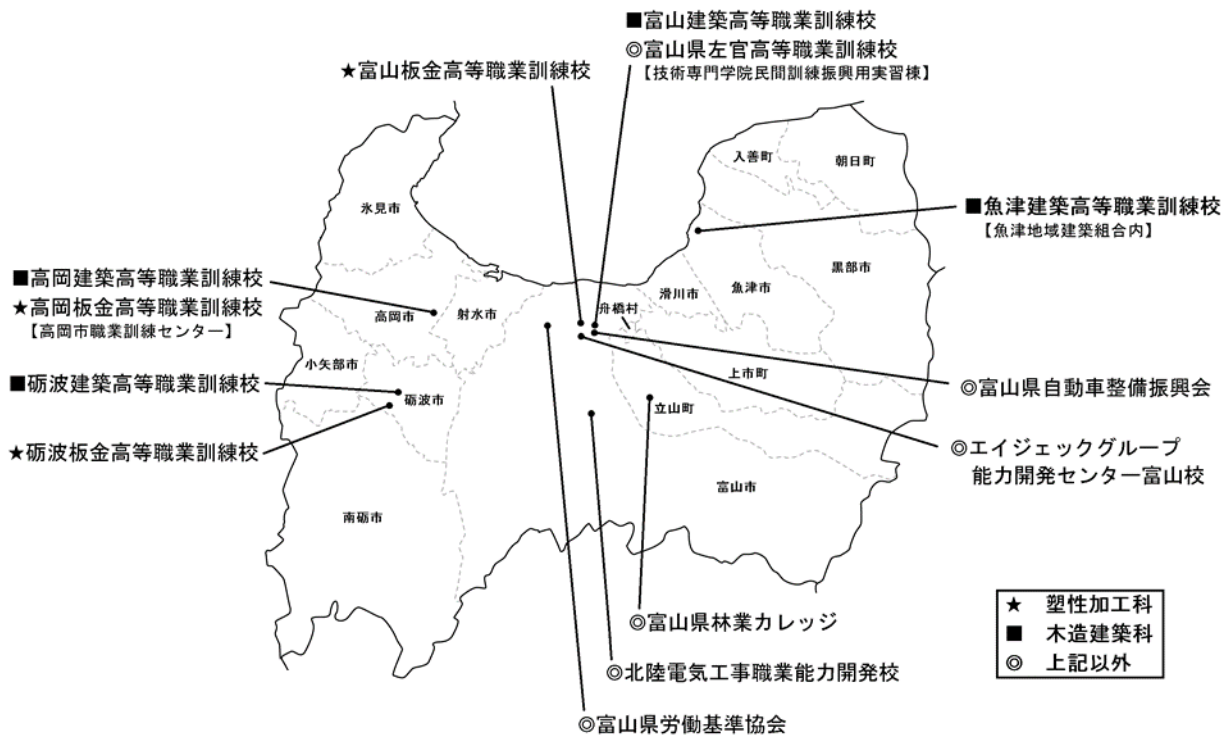 ■富山建築高等職業訓練校
◎富山県左官高等職業訓練校
【技術専門学院民間訓練振興用実習棟】
★富山板金高等職業訓練校
入善町
朝日町
氷見市
■魚津建築高等職業訓練校
【魚津地域建築組合内】
黒部市
■高岡建築高等職業訓練校
★高岡板金高等職業訓練校
【高岡市職業訓練センター】
高岡市
射水市
舟橋村
滑川市
魚津市
小矢部市
上市町
■砺波建築高等職業訓練校
砺波市
立山町
◎富山県自動車整備振興会
★砺波板金高等職業訓練校
◎エイジェックグループ
能力開発センター富山校
富山市
南砺市
◎富山県林業カレッジ
◎北陸電気工事職業能力開発校
◎富山県労働基準協会
★ 塑性加工科
■ 木造建築科
◎ 上記以外